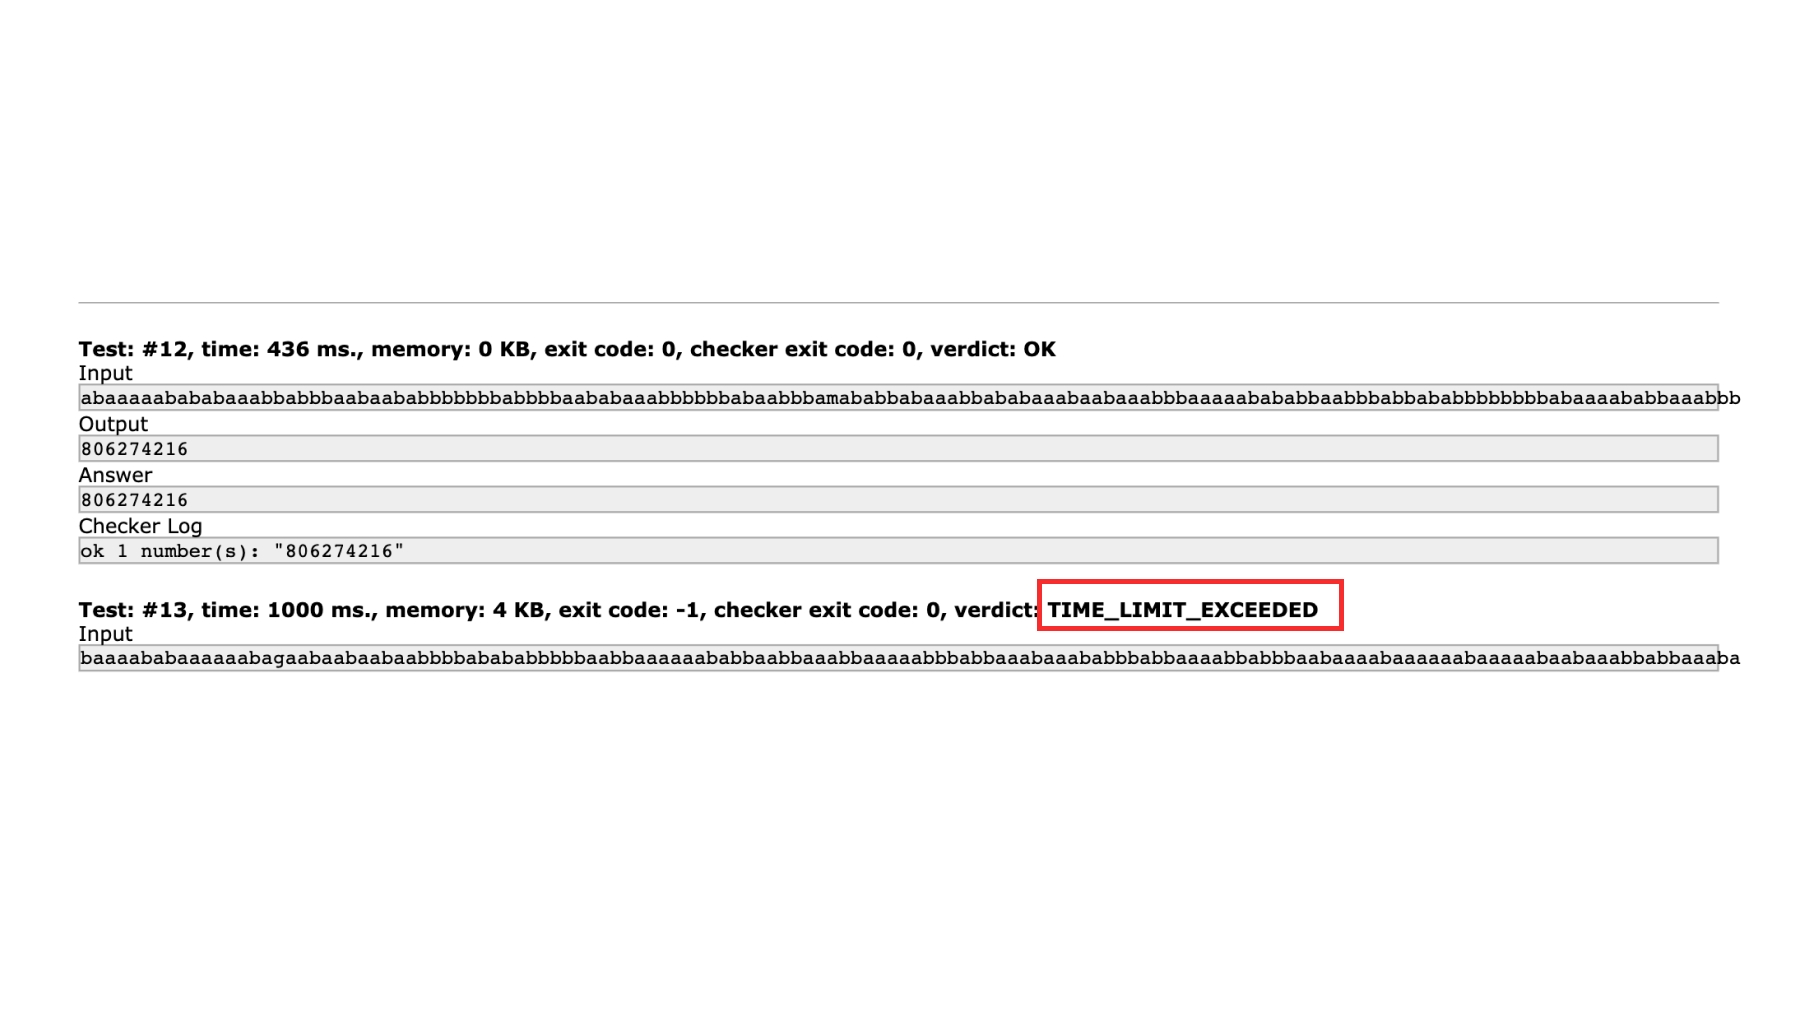 Test: #12, time: 436 ms., memory: 0 KB, exit code: 0, checker exit code: 0, verdict: OK
Input
abaaaaabababaaabbabbbaabaababbbbbbbabbbbaababaaabbbbbbabaabbbamababbabaaabbababaaabaabaaabbbaaaaabababbaabbbabbababbbbbbbbabaaaababbaaabbb
Output
806274216
Answer
806274216
Checker Log
ok 1 number(s): "806274216"
Test: #13, time: 1000 ms., memory: 4 KB, exit code: -1, checker exit code: 0, verdict: TIME_LIMIT_EXCEEDED
Input
baaaababaaaaaabagaabaabaabaabbbbabababbbbbaabbaaaaaababbaabbaaabbaaaaabbbabbaaabaaababbbabbaaaabbabbbaabaaaabaaaaaabaaaaabaabaaabbabbaaaba